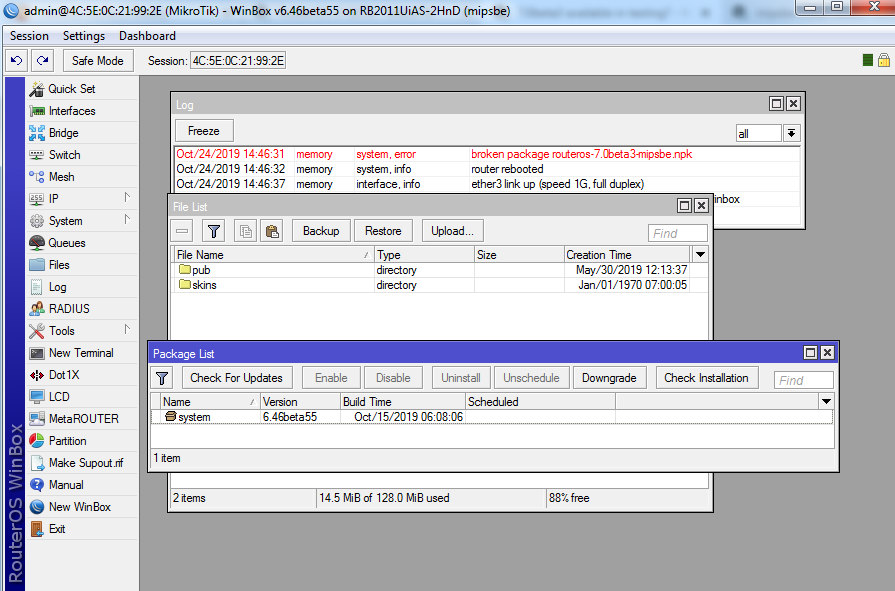 admin@4C:5E:0C:21:99:2E (MikroTik) - WinBox v6.46beta55 on RB2011UiAS-2HnD (mipsbe)
Session Settings Dashboard
Safe Mode Session: 4C:5E:0C:21:99:2E
Quick Set
Interfaces
Bridge
Switch
Mesh
IP
System
Queues
Files
Log
RADIUS
Tools
New Terminal
Dot1X
LCD
MetaROUTER
Partition
Make Supout.rif
Manual
New WinBox
Exit
RouterOS WinBox
Log
Freeze all
Oct/24/2019 14:46:31 memory system, error broken package routeros-7.0beta3-mipsbe.npk
Oct/24/2019 14:46:32 memory system, info router rebooted
Oct/24/2019 14:46:37 memory interface, info ether3 link up (speed 1G, full duplex)
inbox
File List
Backup Restore Upload... Find
File Name / Type Size Creation Time
pub directory May/30/2019 12:13:37
skins directory Jan/01/1970 07:00:05
Package List
Check For Updates Enable Disable Uninstall Unschedule Downgrade Check Installation Find
Name / Version Build Time Scheduled
system 6.46beta55 Oct/15/2019 06:08:06
1 item
2 items 14.5 MiB of 128.0 MiB used 88% free